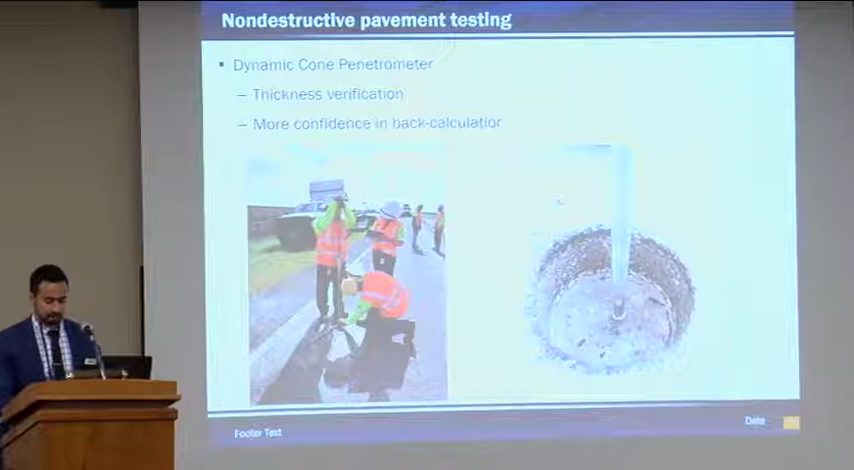 Nondestructive pavement testing
▪ Dynamic Cone Penetrometer
– Thickness verification
– More confidence in back-calculation
Footer Text
Date